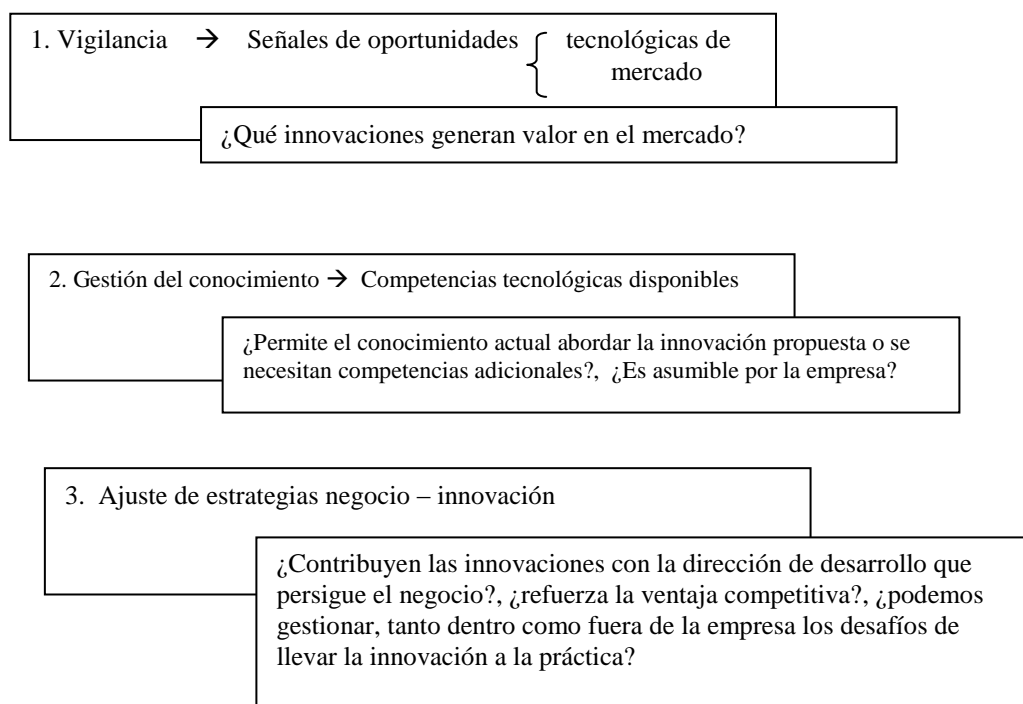 1. Vigilancia → Señales de oportunidades { tecnológicas de
mercado
¿Qué innovaciones generan valor en el mercado?
2. Gestión del conocimiento → Competencias tecnológicas disponibles
¿Permite el conocimiento actual abordar la innovación propuesta o se
necesitan competencias adicionales?, ¿Es asumible por la empresa?
3. Ajuste de estrategias negocio – innovación
¿Contribuyen las innovaciones con la dirección de desarrollo que
persigue el negocio?, ¿refuerza la ventaja competitiva?, ¿podemos
gestionar, tanto dentro como fuera de la empresa los desafíos de
llevar la innovación a la práctica?